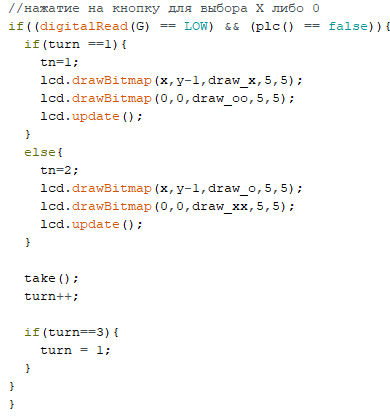 //нажатие на кнопку для выбора X либо 0
if((digitalRead(G) == LOW) && (plc() == false)){
if(turn ==1){
tn=1;
lcd.drawBitmap(x,y-1,draw_x,5,5);
lcd.drawBitmap(0,0,draw_oo,5,5);
lcd.update();
}
else{
tn=2;
lcd.drawBitmap(x,y-1,draw_o,5,5);
lcd.drawBitmap(0,0,draw_xx,5,5);
lcd.update();
}
take();
turn++;
if(turn==3){
turn = 1;
}
}
}